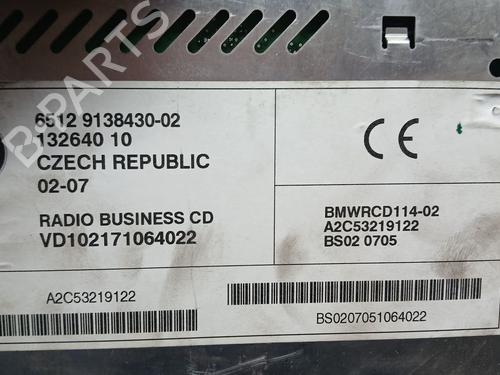 6512 9138430-02
132640 10
CZECH REPUBLIC
02-07
RADIO BUSINESS CD
VD102171064022
A2C53219122
CE
BMWRCD114-02
A2C53219122
BS02 0705
BS0207051064022
B-Parts